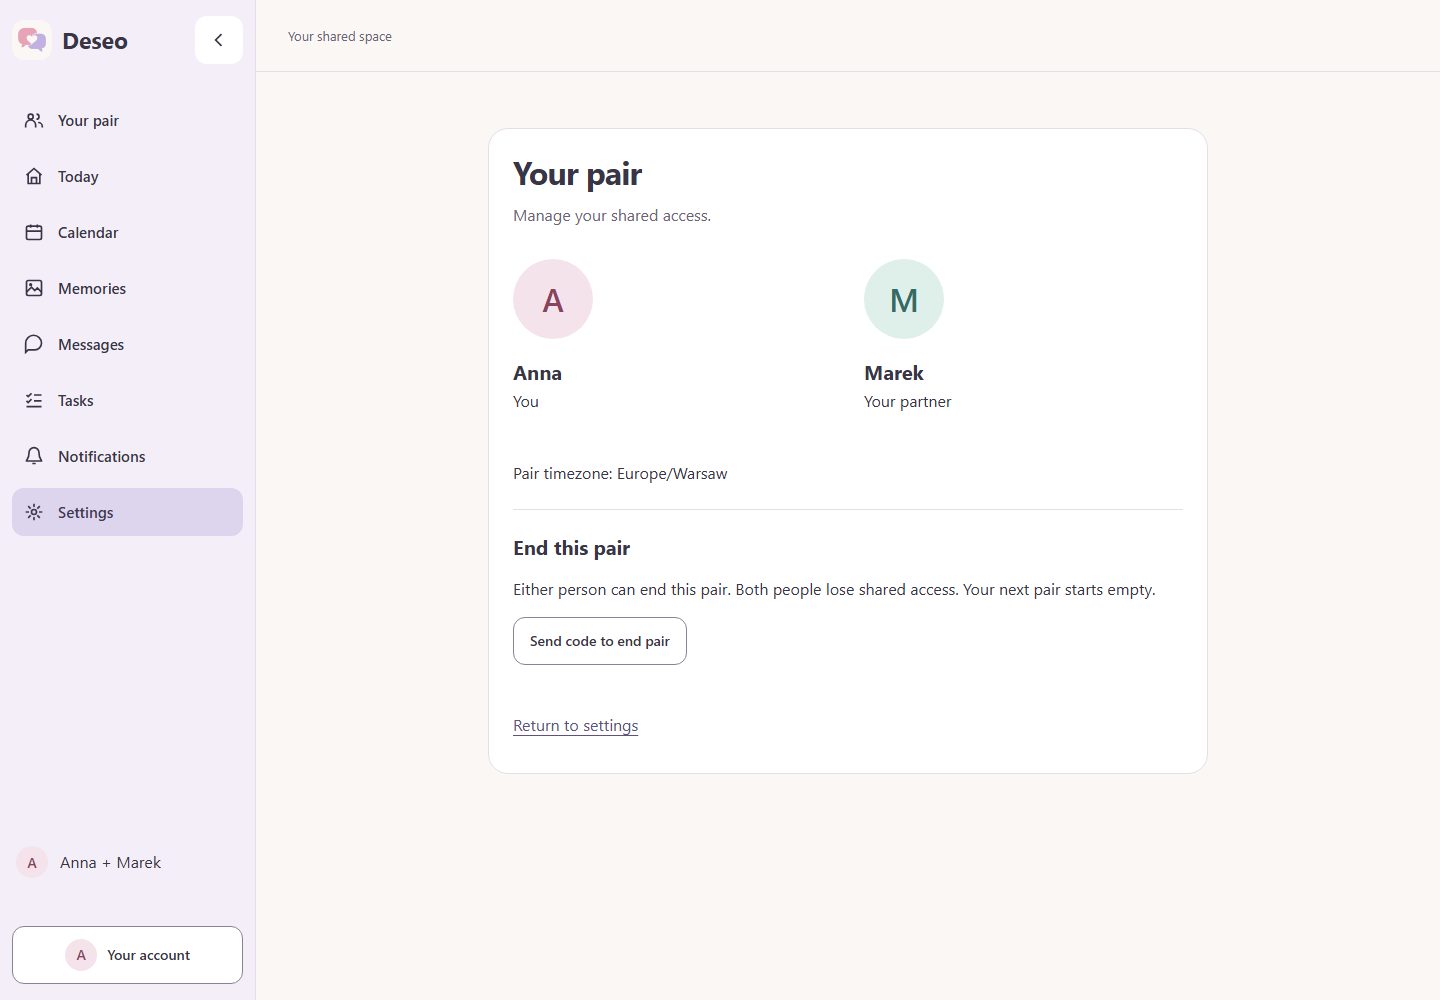 Deseo
Your pair
Today
Calendar
Memories
Messages
Tasks
Notifications
Settings
A
Anna + Marek
A
Your account
Your shared space
Your pair
Manage your shared access.
A
Anna
You
M
Marek
Your partner
Pair timezone: Europe/Warsaw
End this pair
Either person can end this pair. Both people lose shared access. Your next pair starts empty.
Send code to end pair
Return to settings